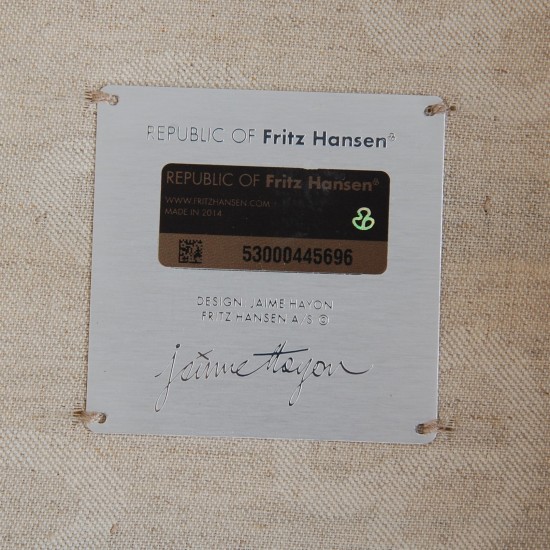 REPUBLIC OF Fritz Hansen®
REPUBLIC OF Fritz Hansen®
WWW.FRITZHANSEN.COM
MADE IN 2014
53000445696
DESIGN: JAIME HAYON
FRITZ HANSEN A/S ©
jaime Hayon